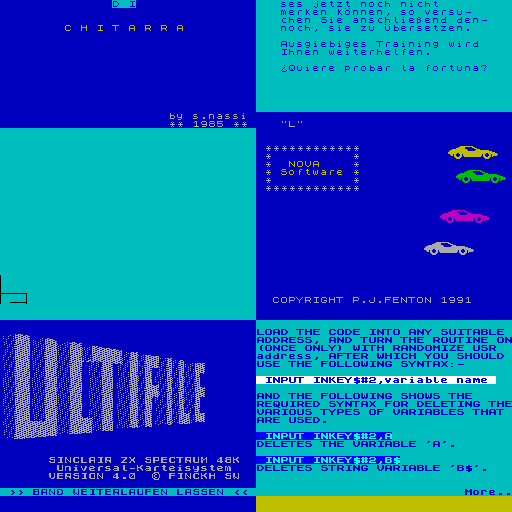 D I
C H I T A R R A
by s.nassi
** 1985 **
ses jetzt noch nicht
merken können, so versu-
chen Sie anschließend den-
noch, sie zu übersetzen.
Ausgiebiges Training wird
Ihnen weiterhelfen.
¿Quiere probar la fortuna?
"L"
************
* *
* NOVA *
* Software *
* *
************
COPYRIGHT P.J.FENTON 1991
ULTIFILE
SINCLAIR ZX SPECTRUM 48K
Universal-Karteisystem
VERSION 4.0 © FINCKH SW
>> BAND WEITERLAUFEN LASSEN <<
LOAD THE CODE INTO ANY SUITABLE
ADDRESS, AND TURN THE ROUTINE ON
(ONCE ONLY) WITH RANDOMIZE USR
address, AFTER WHICH YOU SHOULD
USE THE FOLLOWING SYNTAX:-
INPUT INKEY$#2,variable name
AND THE FOLLOWING SHOWS THE
REQUIRED SYNTAX FOR DELETING THE
VARIOUS TYPES OF VARIABLES THAT
ARE USED.
INPUT INKEY$#2,A
DELETES THE VARIABLE 'A'.
INPUT INKEY$#2,B$
DELETES STRING VARIABLE 'B$'.
More..